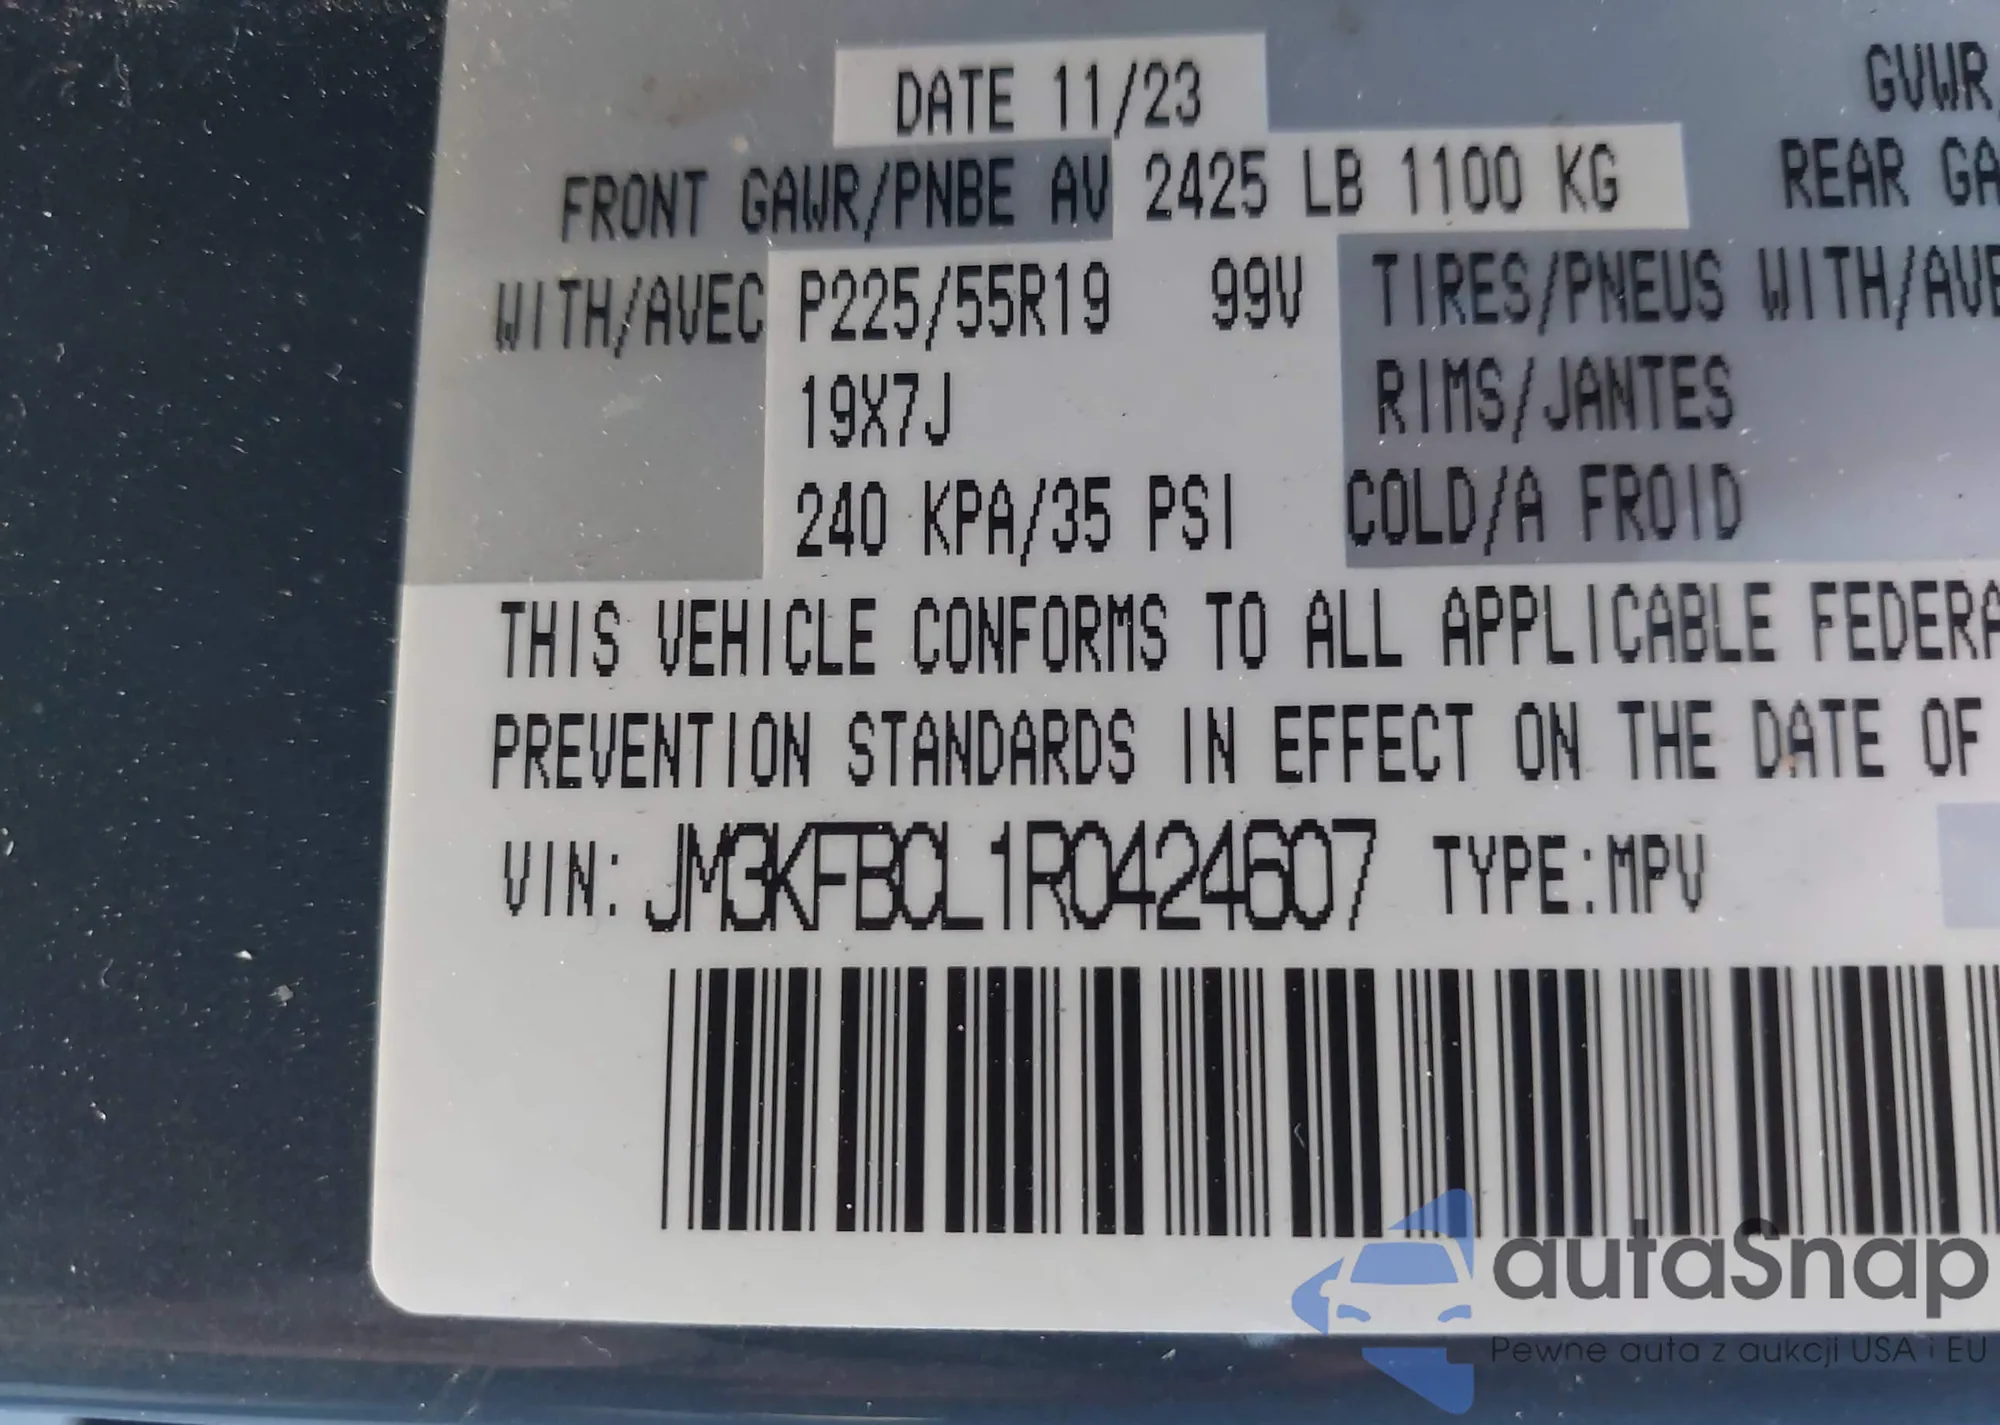 DATE 11/23 GVWR/
FRONT GAWR/PNBE AV 2425 LB 1100 KG REAR GA
WITH/AVEC P225/55R19 99V TIRES/PNEUS WITH/AVE
19X7J RIMS/JANTES
240 KPA/35 PSI COLD/A FROID
THIS VEHICLE CONFORMS TO ALL APPLICABLE FEDERA
PREVENTION STANDARDS IN EFFECT ON THE DATE OF
VIN: JM3KFBCL1R0424607 TYPE:MPV
autaSnap
Pewne auta z aukcji USA i EU